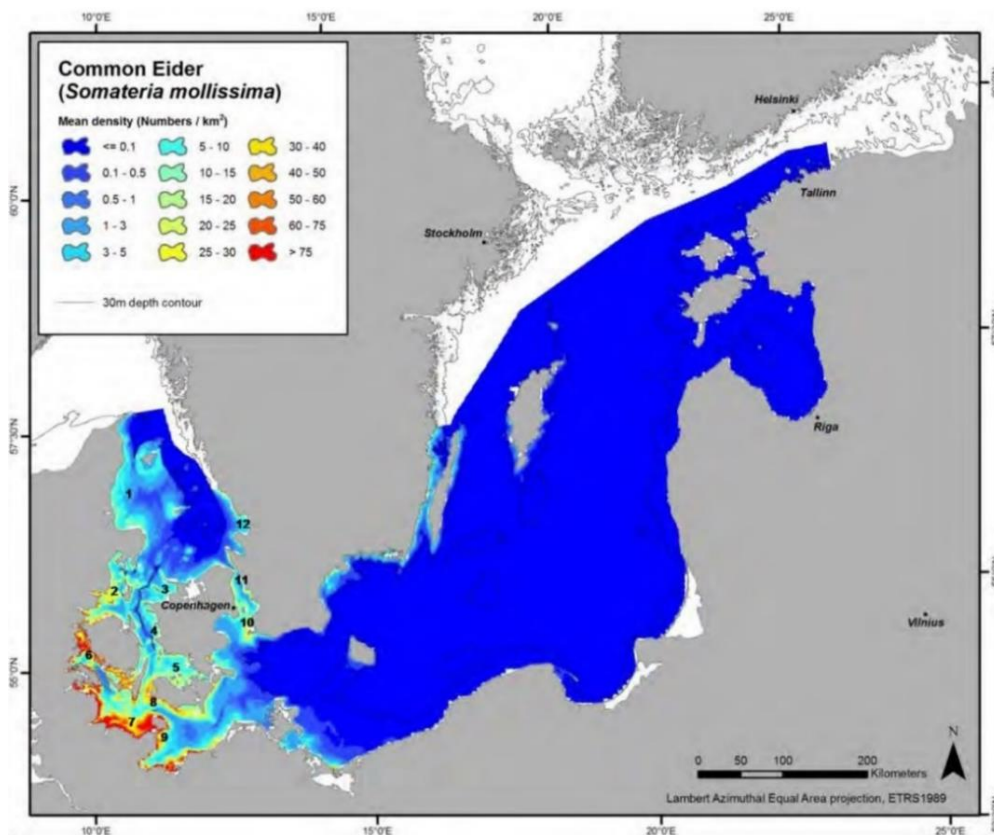 10°0'E 15°0'E 20°0'E 25°0'E
Common Eider
(Somateria mollissima)
Mean density (Numbers / km²)
<= 0.1 5 - 10 30 - 40
0.1 - 0.5 10 - 15 40 - 50
0.5 - 1 15 - 20 50 - 60
1 - 3 20 - 25 60 - 75
3 - 5 25 - 30 > 75
30m depth contour
Helsinki
60°0'N
Tallinn
Stockholm
57°30'N
Riga
1
12
11
2
3
Copenhagen
10
4
Vilnius
6
5
55°0'N
8
7
9
N
0 50 100 200
Kilometers
Lambert Azimuthal Equal Area projection, ETRS1989
10°0'E 15°0'E 20°0'E 25°0'E